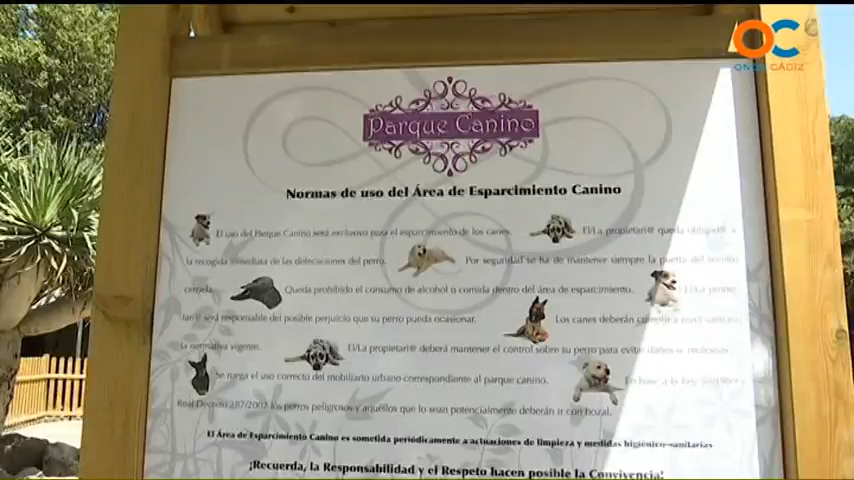 OC
ONDA CÁDIZ
Parque Canino
Normas de uso del Área de Esparcimiento Canino
El uso del Parque Canino será exclusivo para el esparcimiento de los canes. El/La propietari@ queda obligad@ a
la recogida inmediata de las defecaciones del perro. Por seguridad se ha de mantener siempre la puerta del recinto
cerrada. Queda prohibido el consumo de alcohol o comida dentro del área de esparcimiento. El/La propie-
tari@ será responsable del posible perjuicio que su perro pueda ocasionar. Los canes deberán cumplir a nivel sanitario
la normativa vigente. El/La propietari@ deberá mantener el control sobre su perro para evitar daños o molestias.
Se ruega el uso correcto del mobiliario urbano correspondiente al parque canino. En base a la Ley 50/1999 y
Real Decreto 287/2002 los perros peligrosos y aquellos que lo sean potencialmente deberán ir con bozal.
El Área de Esparcimiento Canino es sometida periódicamente a actuaciones de limpieza y medidas higiénico-sanitarias
¡Recuerda, la Responsabilidad y el Respeto hacen posible la Convivencia!